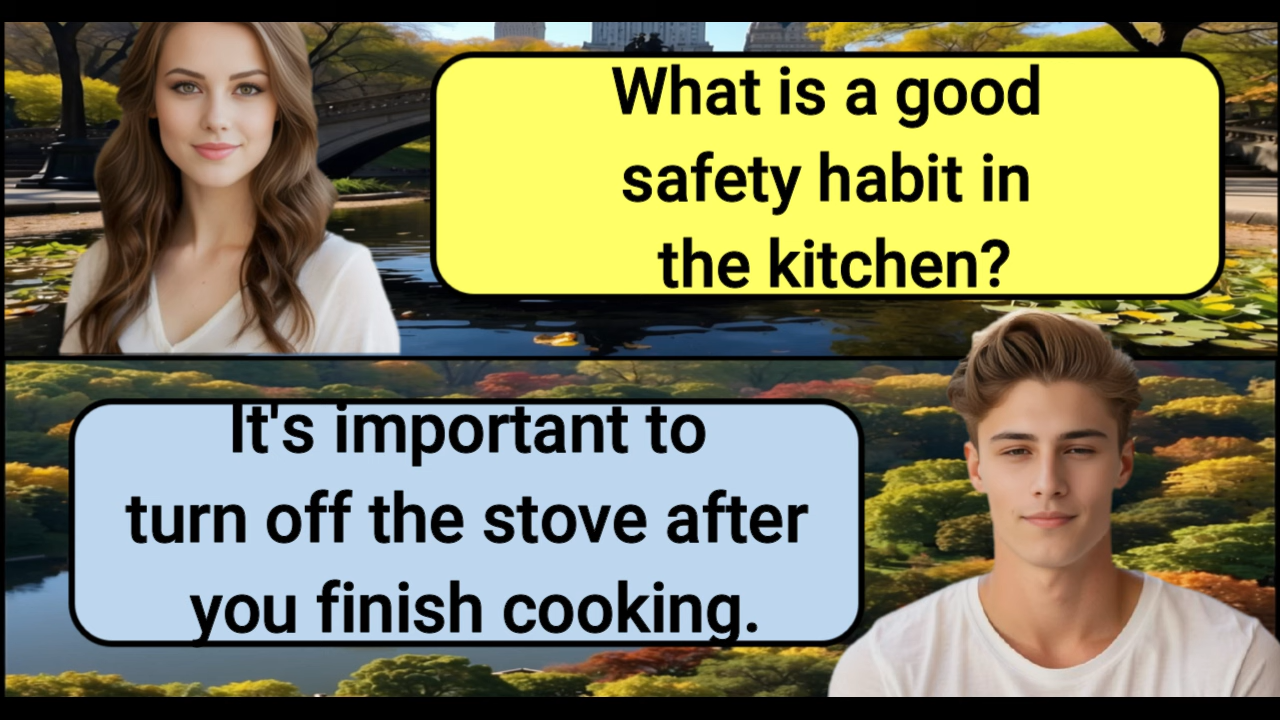 What is a good
safety habit in
the kitchen?
It's important to
turn off the stove after
you finish cooking.